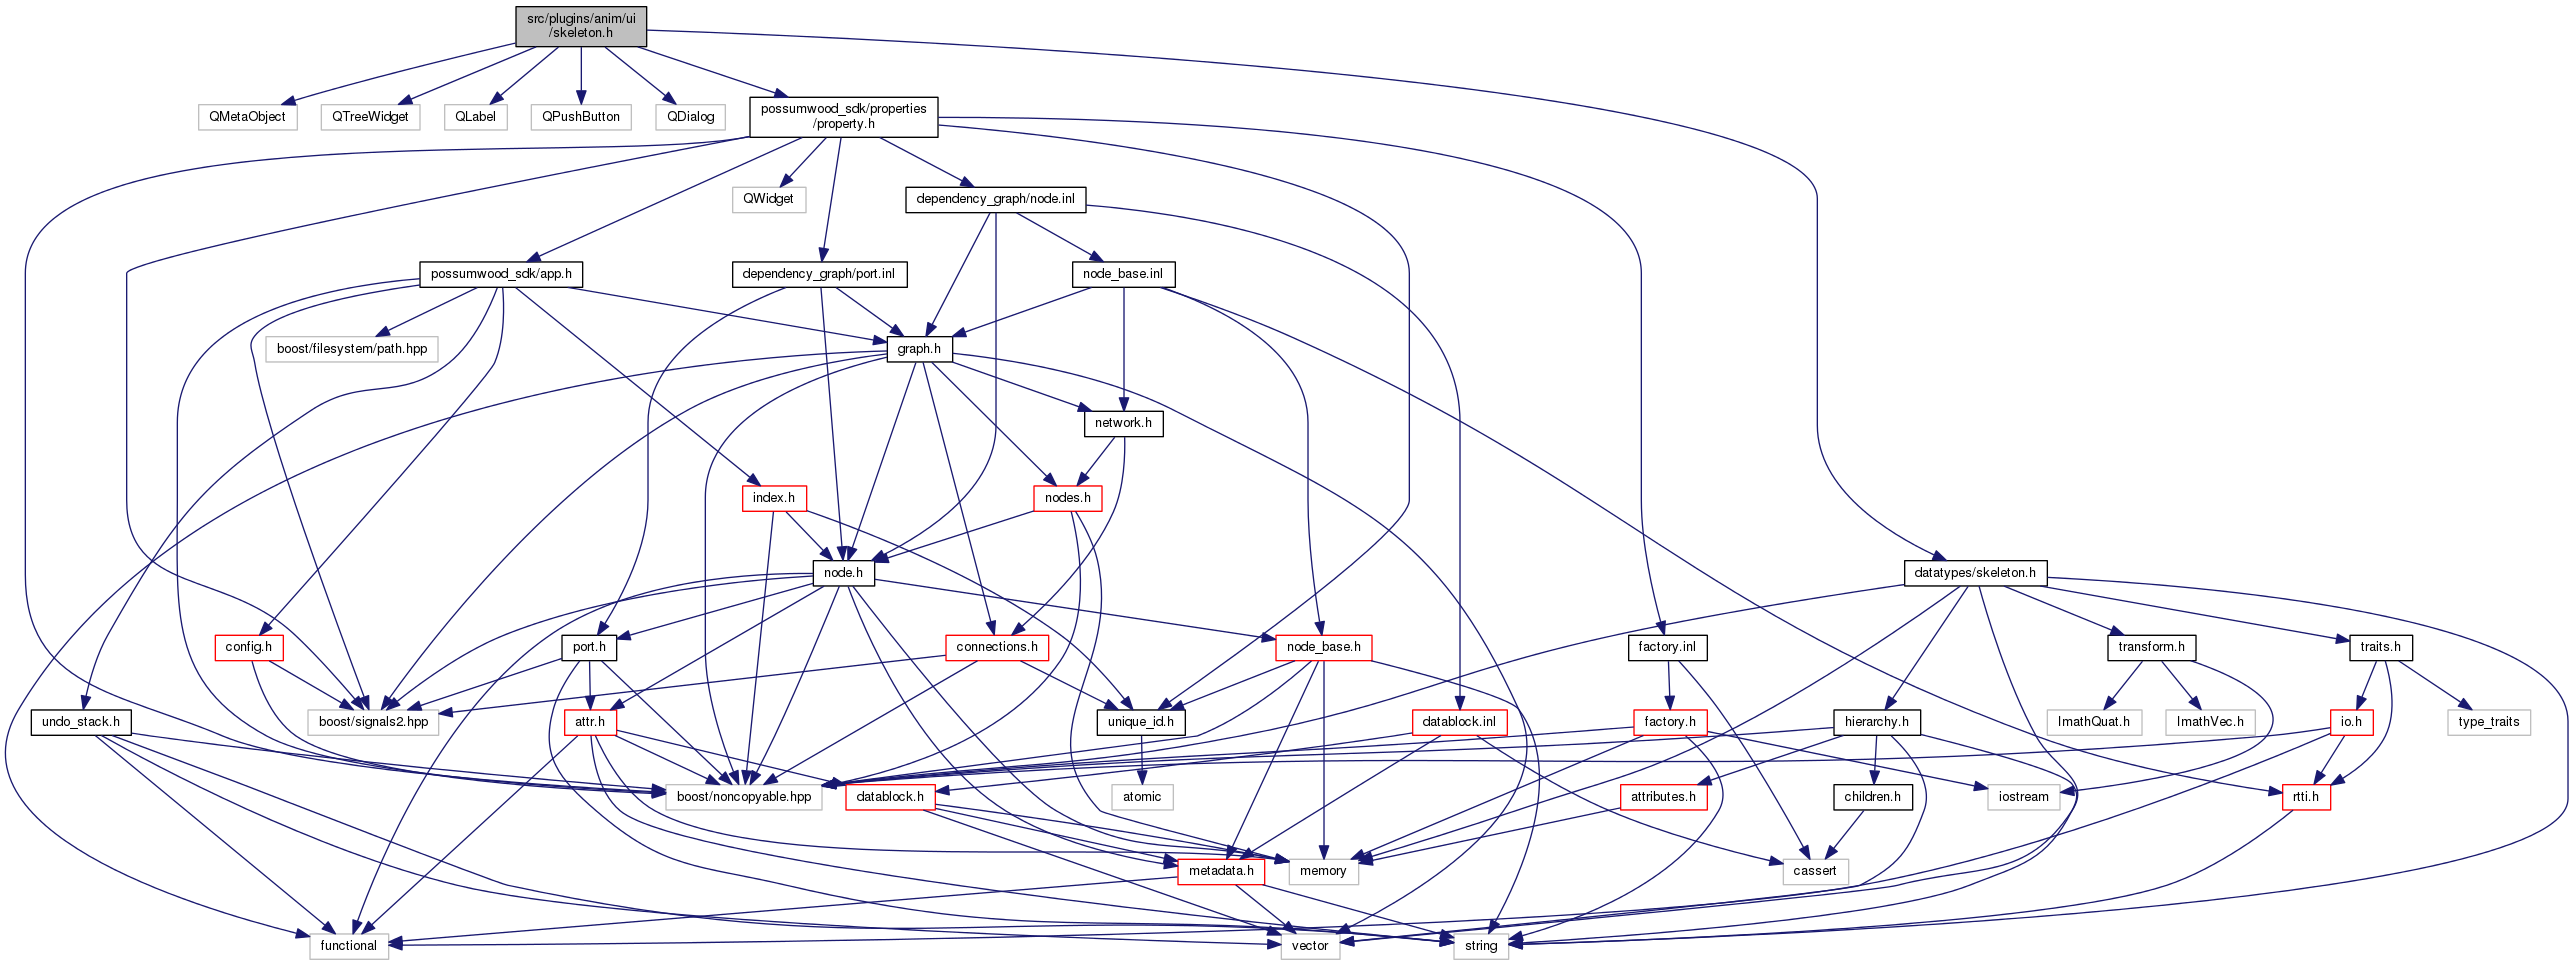 src/plugins/anim/ui
/skeleton.h
QMetaObject
QTreeWidget
QLabel
QPushButton
QDialog
possumwood_sdk/properties
/property.h
QWidget
dependency_graph/node.inl
possumwood_sdk/app.h
dependency_graph/port.inl
node_base.inl
boost/filesystem/path.hpp
graph.h
network.h
index.h
nodes.h
node.h
datatypes/skeleton.h
config.h
port.h
connections.h
node_base.h
factory.inl
transform.h
traits.h
undo_stack.h
boost/signals2.hpp
attr.h
unique_id.h
datablock.inl
factory.h
hierarchy.h
ImathQuat.h
ImathVec.h
io.h
type_traits
boost/noncopyable.hpp
datablock.h
atomic
attributes.h
children.h
iostream
rtti.h
metadata.h
memory
cassert
functional
vector
string